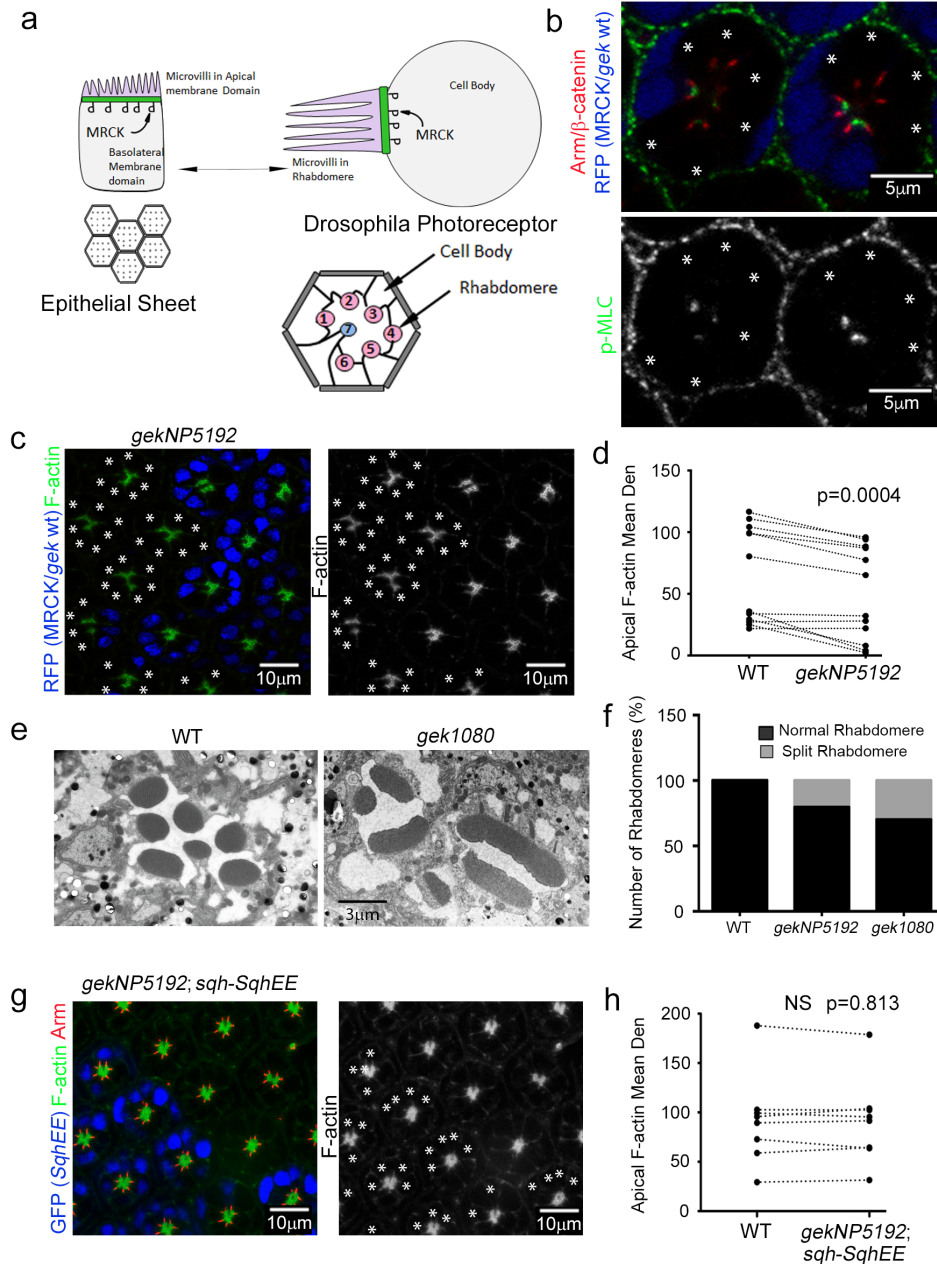 a
Microvilli in Apical
membrane Domain
MRCK
Basolateral
Membrane
domain
Epithelial Sheet
Cell Body
MRCK
Microvilli in
Rhabdomere
Drosophila Photoreceptor
Cell Body
Rhabdomere
1
2
3
4
5
6
7
b
Arm/β-catenin
RFP (MRCK/gek wt)
* * * * * * * * * * *
5μm
p-MLC
5μm
c
gekNP5192
RFP (MRCK/gek wt) F-actin
10μm
F-actin
10μm
d
Apical F-actin Mean Den
150
100
50
0
p=0.0004
WT
gekNP5192
e
WT
gek1080
3μm
f
Number of Rhabdomeres (%)
Normal Rhabdomere
Split Rhabdomere
100
50
0
WT
gekNP5192
gek1080
g
gekNP5192; sqh-SqhEE
GFP (SqhEE) F-actin Arm
10μm
F-actin
10μm
h
NS p=0.813
Apical F-actin Mean Den
200
150
100
50
0
WT
gekNP5192;
sqh-SqhEE